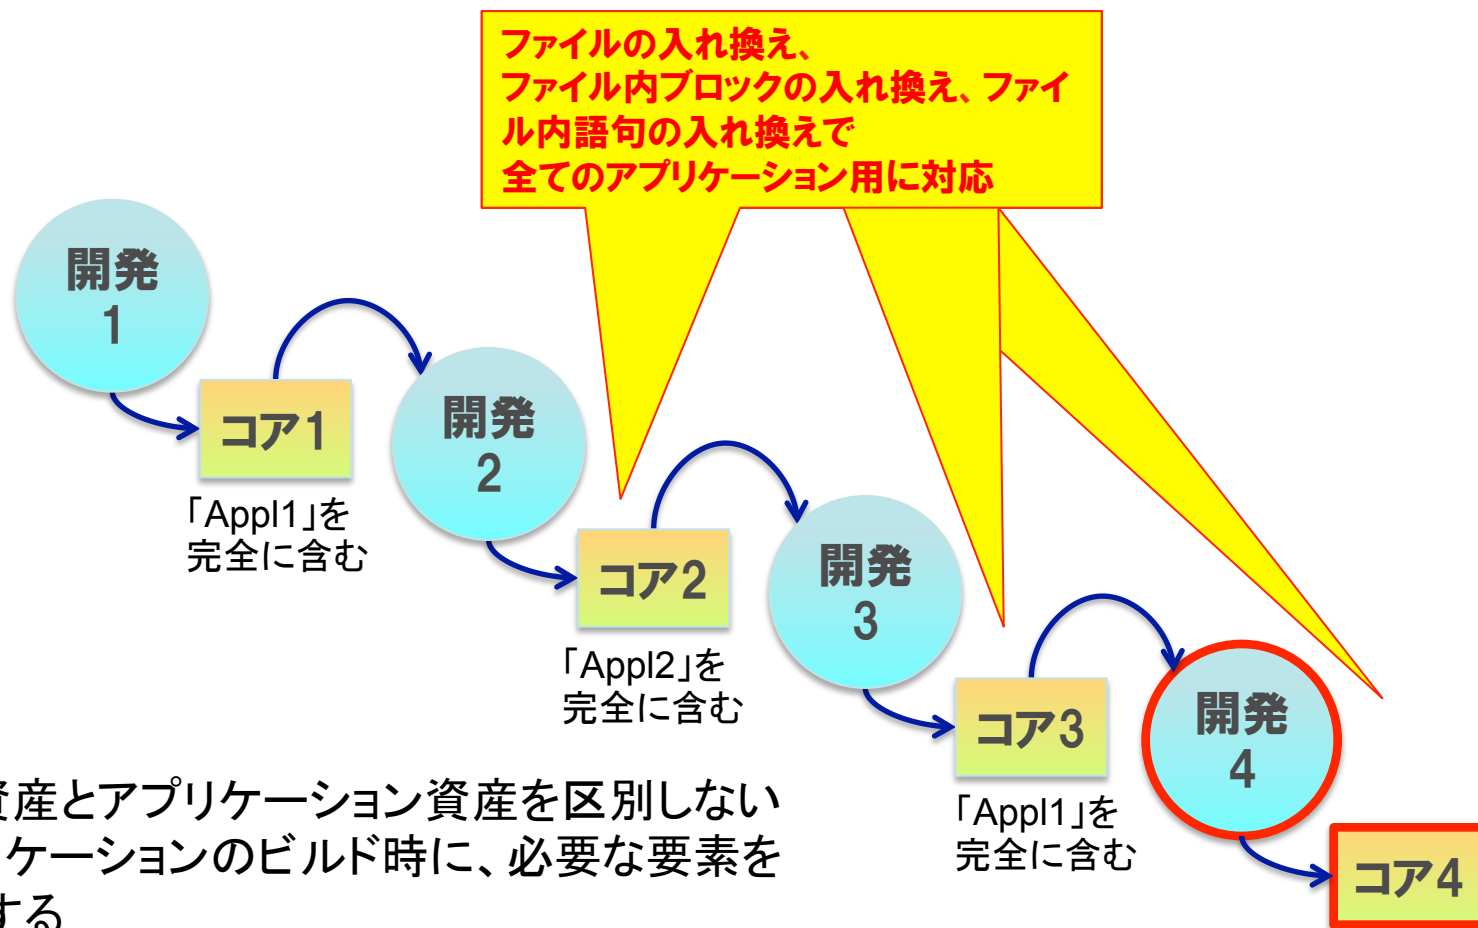 ファイルの入れ換え、
ファイル内ブロックの入れ換え、ファイ
ル内語句の入れ換えで
全てのアプリケーション用に対応
開発
1
コア1
「Appl1」を
完全に含む
開発
2
コア2
「Appl2」を
完全に含む
開発
3
コア3
「Appl1」を
完全に含む
開発
4
コア4
資産とアプリケーション資産を区別しない
ケーションのビルド時に、必要な要素を
する